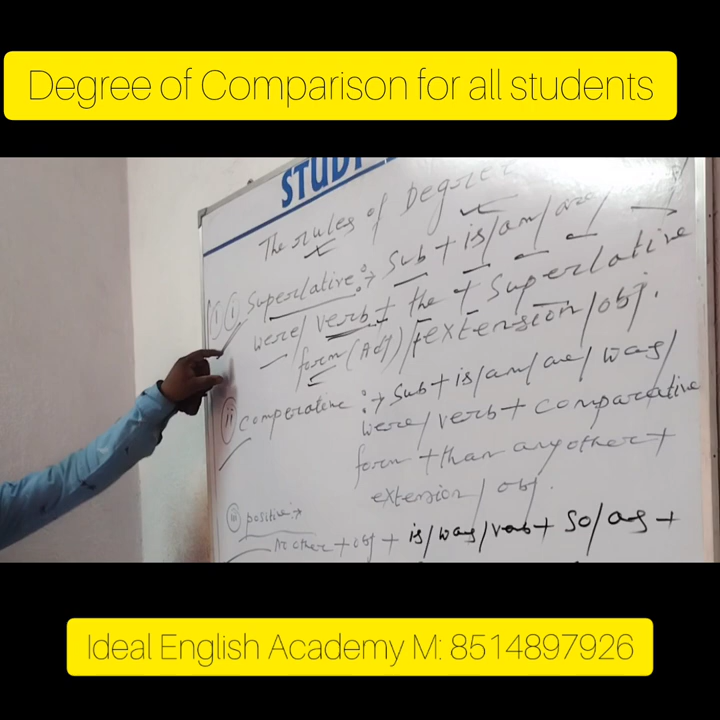 Degree of Comparison for all students
STUD
The rules of Degree
(i) Superlative :→ Sub + is/am/are/
were/verb + the + Superlative
form (Adj) + extension/obj.
(ii) Comperative :→ Sub + is/am/are/was/
were/verb + comparative
form + than any other +
extension/obj.
(iii) positive :→
No other + obj + is/was/verb + so/as +
Ideal English Academy M: 8514897926